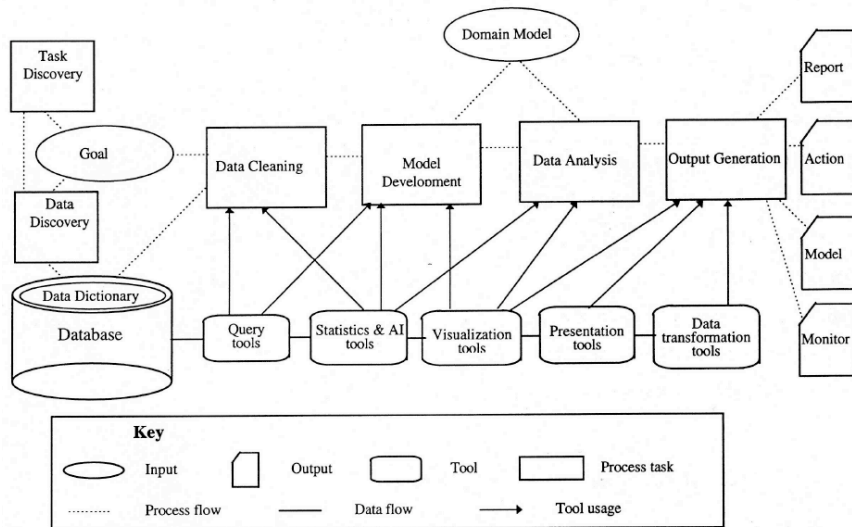 Domain Model
Task
Discovery
Report
Goal
Data Cleaning
Model
Development
Data Analysis
Output Generation
Action
Data
Discovery
Model
Data Dictionary
Database
Query
tools
Statistics & AI
tools
Visualization
tools
Presentation
tools
Data
transformation
tools
Monitor
Key
Input
Output
Tool
Process task
Process flow
Data flow
Tool usage